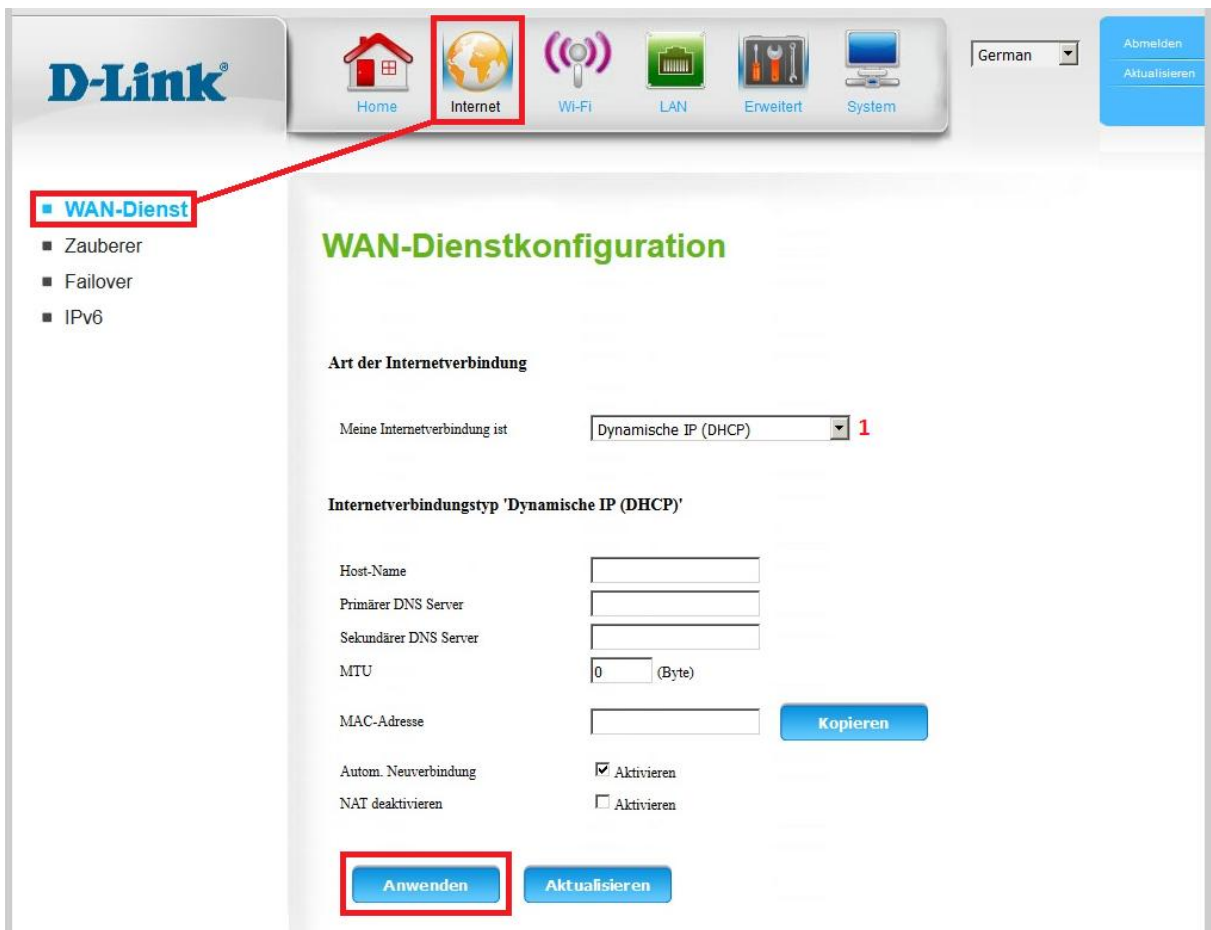 D-Link®
Home
Internet
Wi-Fi
LAN
Erweitert
System
German
Abmelden
Aktualisieren
WAN-Dienst
Zauberer
Failover
IPv6
WAN-Dienstkonfiguration
Art der Internetverbindung
Meine Internetverbindung ist Dynamische IP (DHCP) 1
Internetverbindungstyp 'Dynamische IP (DHCP)'
Host-Name
Primärer DNS Server
Sekundärer DNS Server
MTU 0 (Byte)
MAC-Adresse Kopieren
Autom. Neuverbindung Aktivieren
NAT deaktivieren Aktivieren
Anwenden Aktualisieren